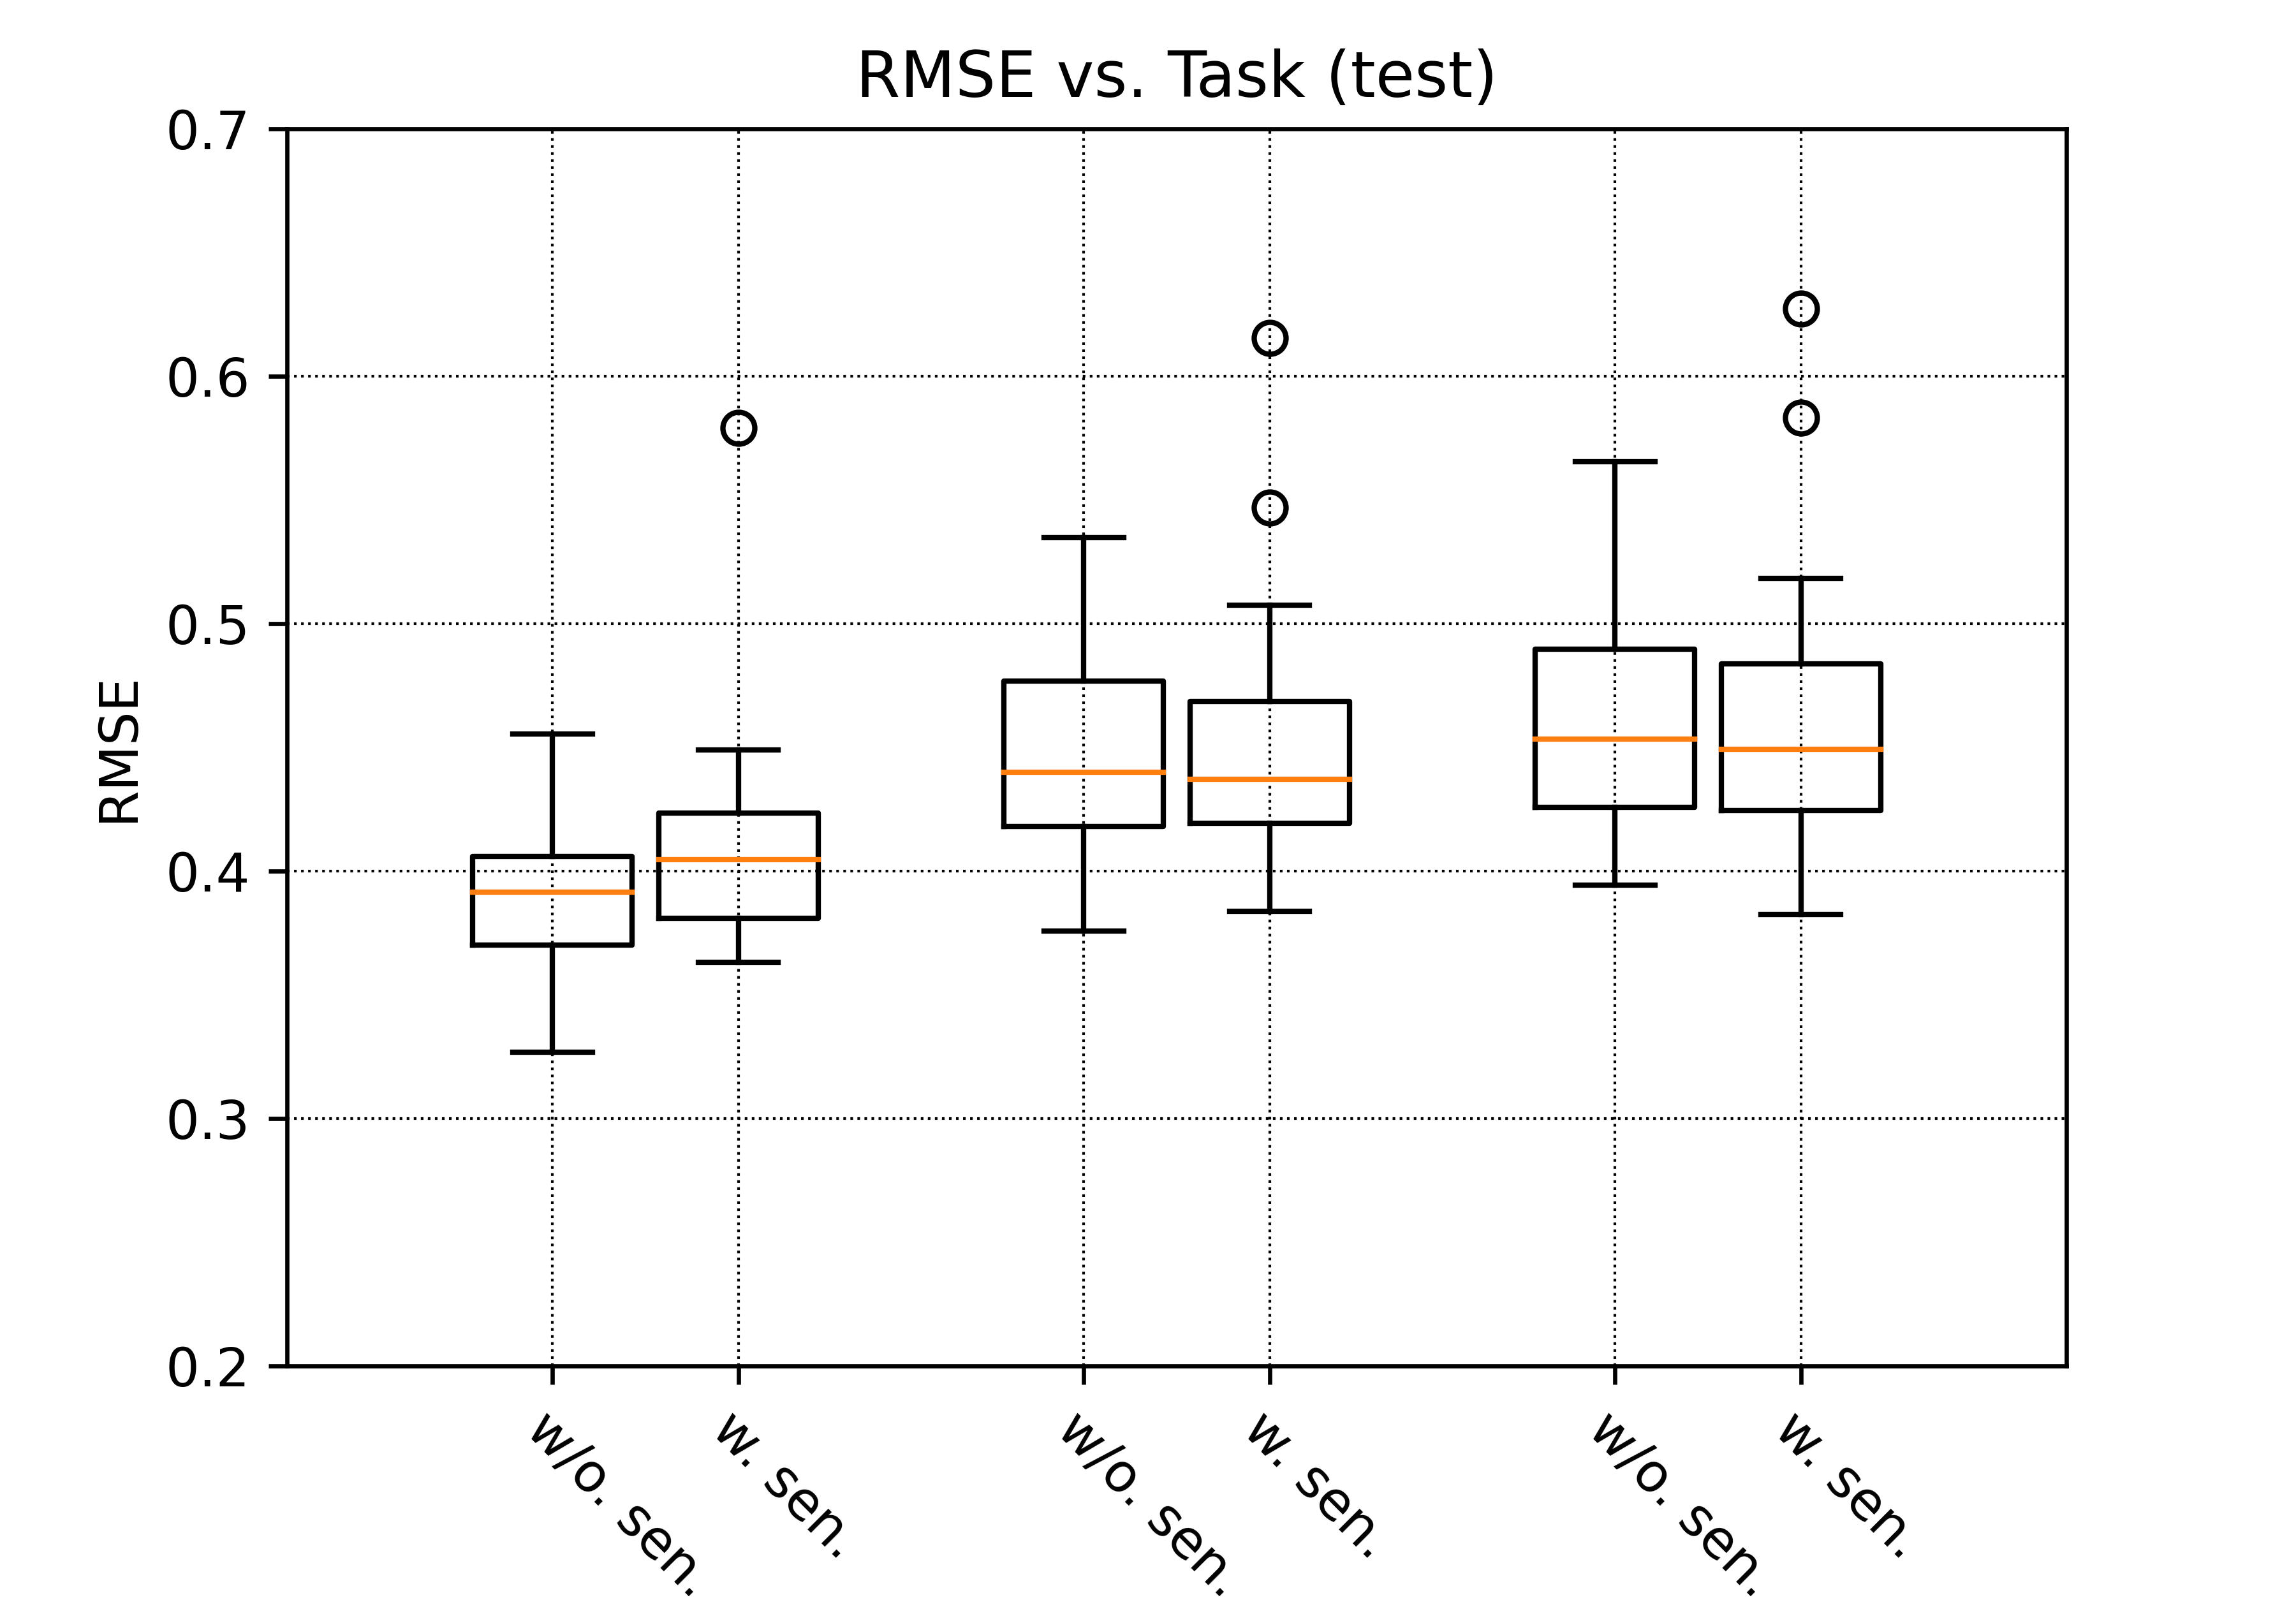 RMSE vs. Task (test)
0.7
0.6
0.5
0.4
0.3
0.2
RMSE
w/o. sen.
w. sen.
w/o. sen.
w. sen.
w/o. sen.
w. sen.